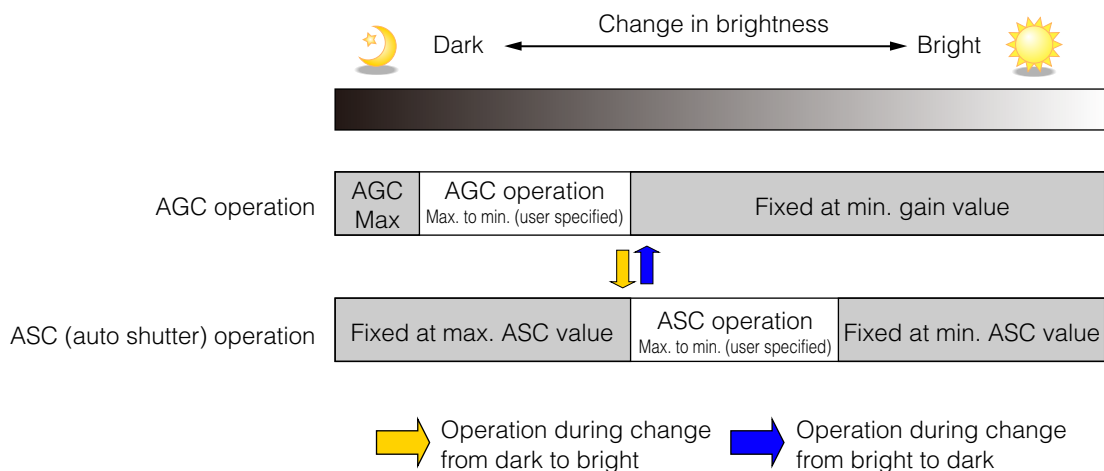 Change in brightness
Dark
Bright
AGC operation
AGC
Max
AGC operation
Max. to min. (user specified)
Fixed at min. gain value
ASC (auto shutter) operation
Fixed at max. ASC value
ASC operation
Max. to min. (user specified)
Fixed at min. ASC value
Operation during change
from dark to bright
Operation during change
from bright to dark